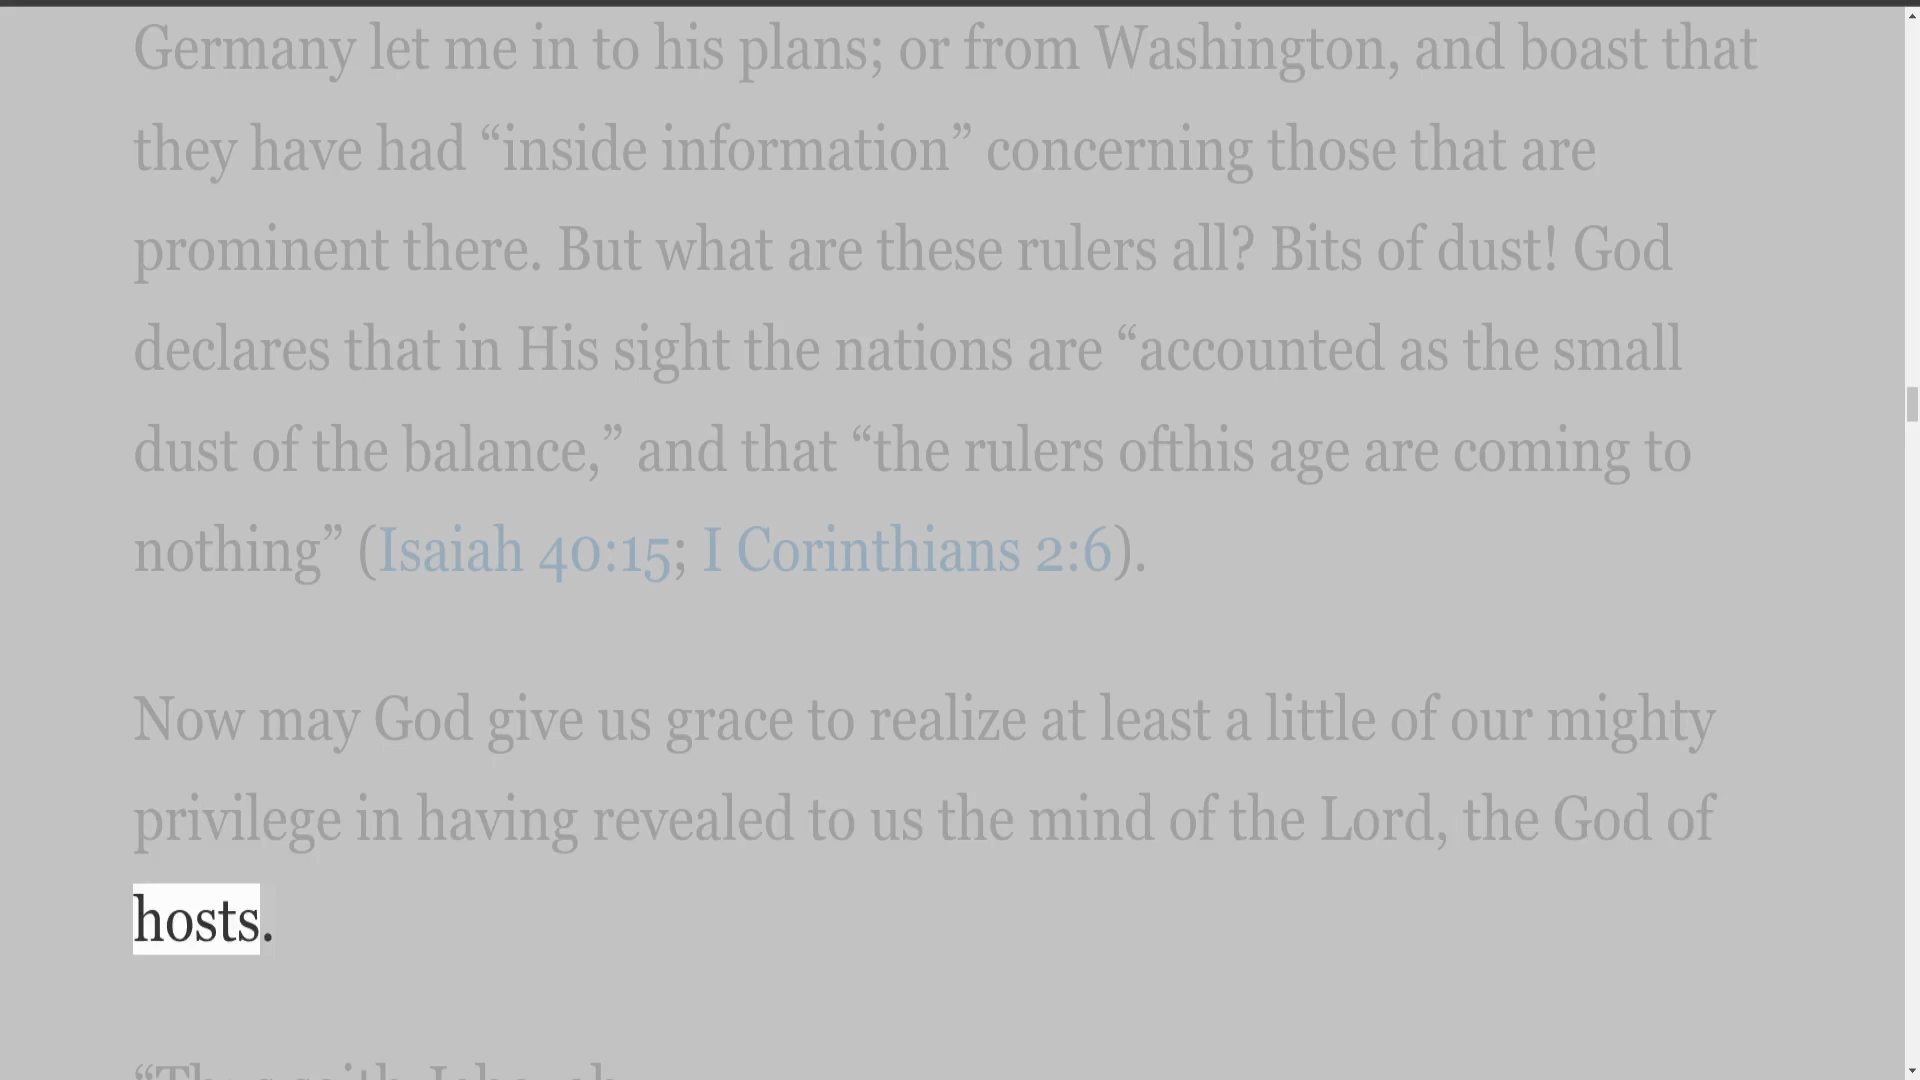 Germany let me in to his plans; or from Washington, and boast that
they have had “inside information” concerning those that are
prominent there. But what are these rulers all? Bits of dust! God
declares that in His sight the nations are “accounted as the small
dust of the balance,” and that “the rulers ofthis age are coming to
nothing” (Isaiah 40:15; I Corinthians 2:6).
Now may God give us grace to realize at least a little of our mighty
privilege in having revealed to us the mind of the Lord, the God of
hosts.
“Thus saith Jehovah